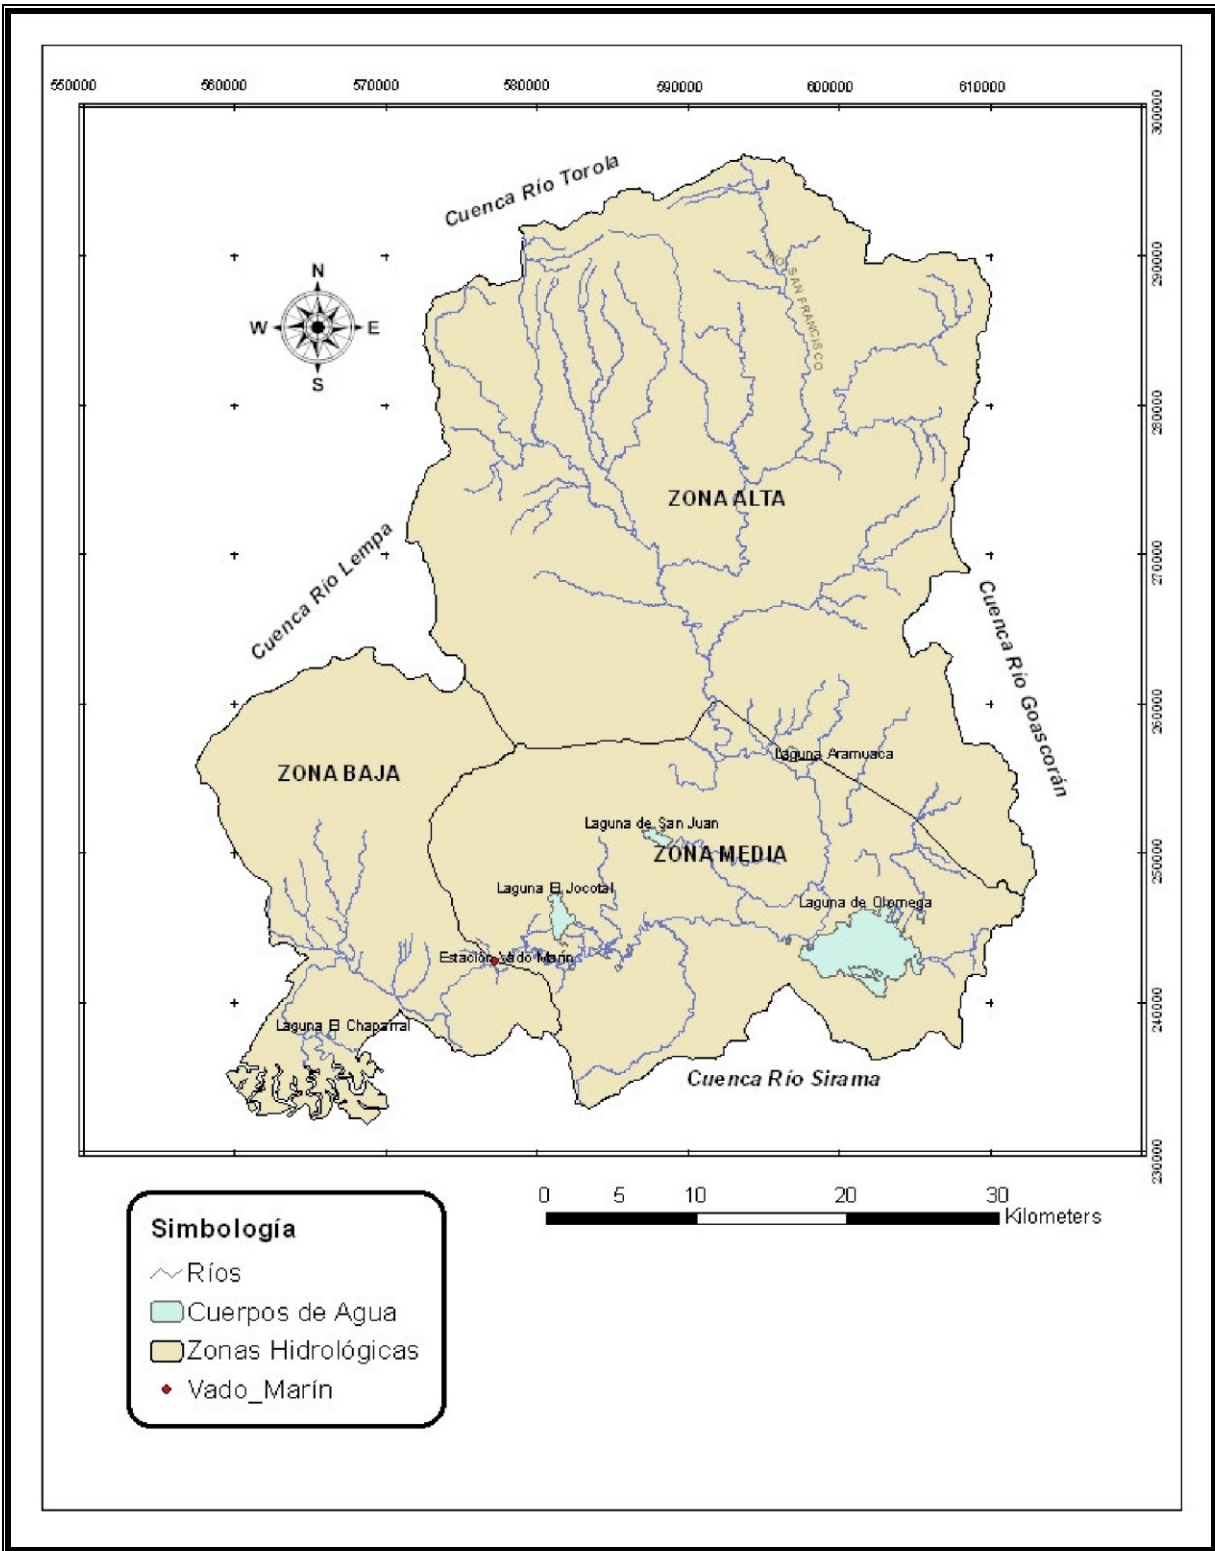 550000 560000 570000 580000 590000 600000 610000
300000
Cuenca Río Torola
290000
N
W E
S
RIO SAN FRANCISCO
280000
ZONA ALTA
Cuenca Río Lempa
270000
Cuenca Río Goascorán
260000
Laguna Aramuaca
ZONA BAJA
Laguna de San Juan
ZONA MEDIA
250000
Laguna El Jocotal
Laguna de Olomega
Estación Vado Marín
240000
Laguna El Chaparral
Cuenca Río Sirama
230000
0 5 10 20 30
Kilometers
Simbología
Ríos
Cuerpos de Agua
Zonas Hidrológicas
Vado_Marín